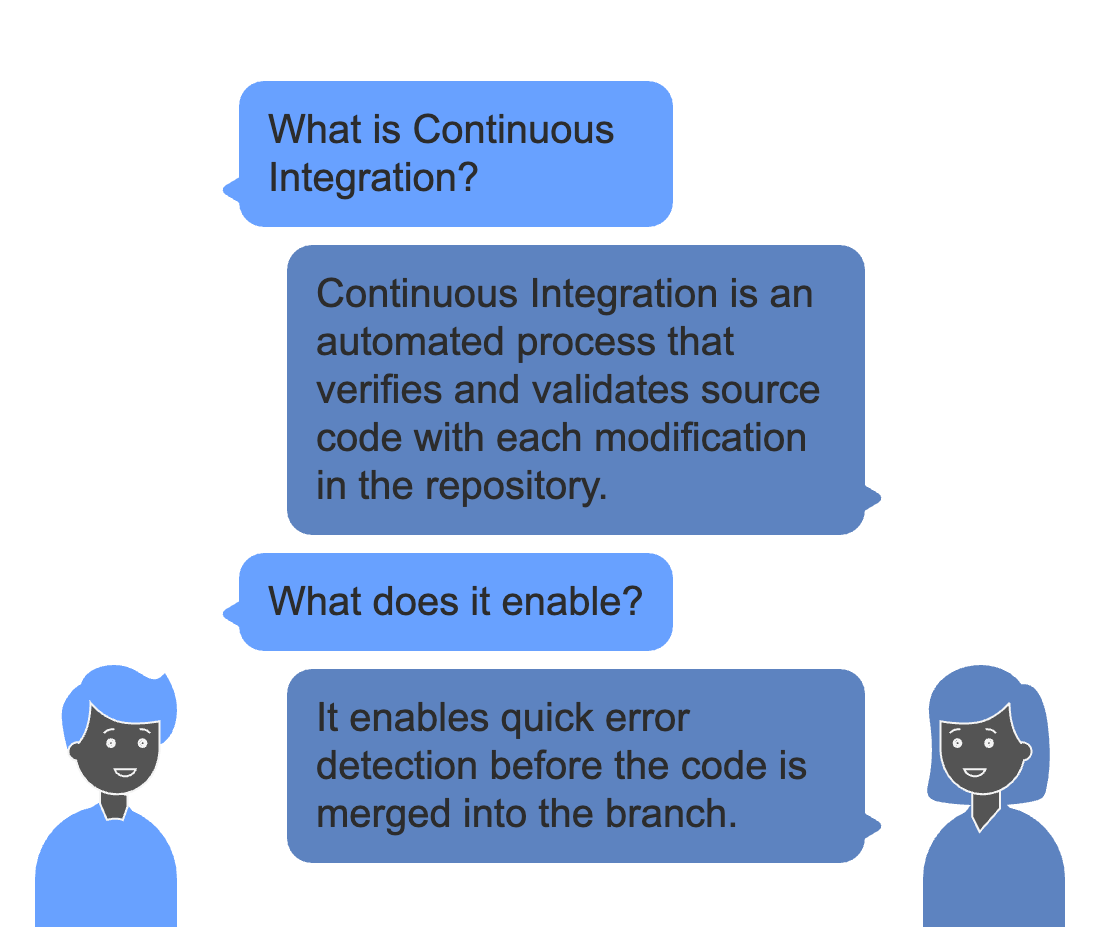 What is Continuous
Integration?
Continuous Integration is an
automated process that
verifies and validates source
code with each modification
in the repository.
What does it enable?
It enables quick error
detection before the code is
merged into the branch.